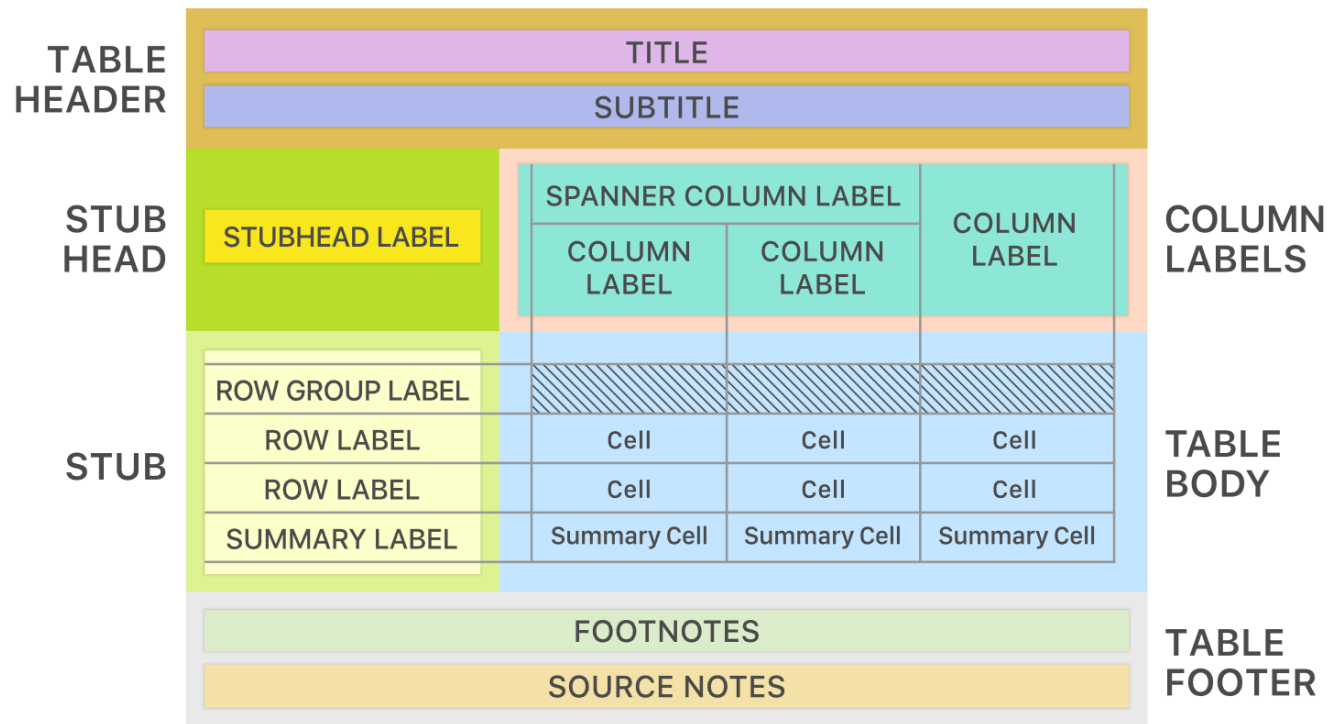 TABLE
HEADER
TITLE
SUBTITLE
STUB
HEAD
STUBHEAD LABEL
SPANNER COLUMN LABEL
COLUMN
LABEL
COLUMN
LABEL
COLUMN
LABEL
COLUMN
LABELS
STUB
ROW GROUP LABEL
ROW LABEL
Cell
Cell
Cell
ROW LABEL
Cell
Cell
Cell
SUMMARY LABEL
Summary Cell
Summary Cell
Summary Cell
TABLE
BODY
FOOTNOTES
SOURCE NOTES
TABLE
FOOTER